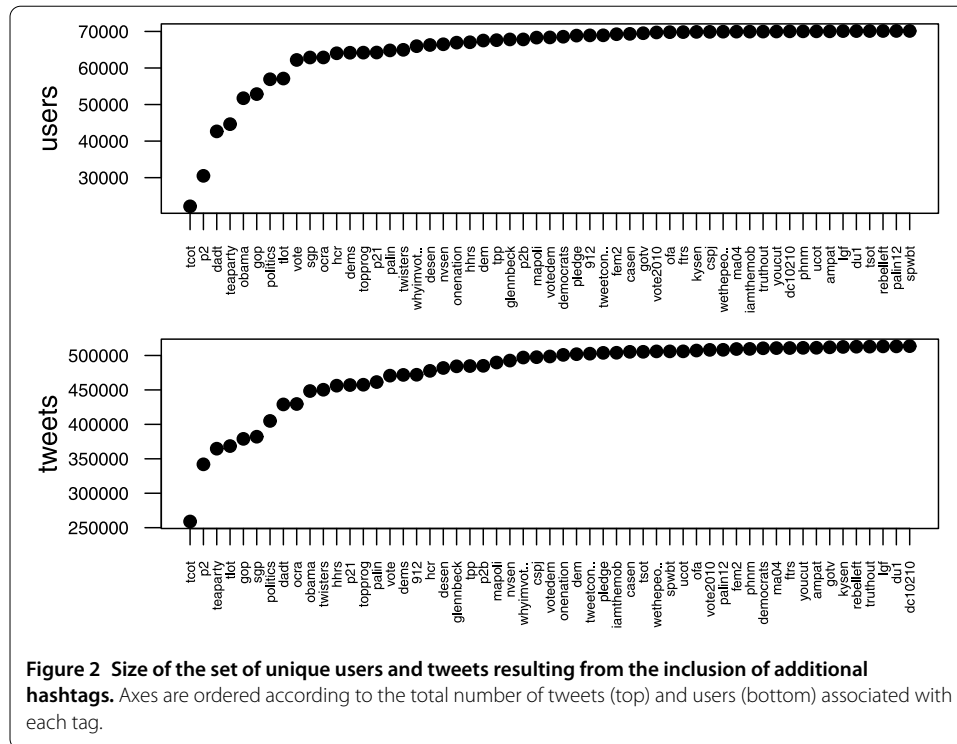 70000
60000
50000
40000
30000
users
tcot p2 dadt teaparty obama gop politics tlot vote sgp ocra hcr dems topprog p21 palin twisters whyimvot.. desen nvsen onenation hhrs dem tpp glennbeck p2b mapoli votedem democrats pledge 912 tweetcon.. fem2 casen gotv vote2010 ofa ftrs kysen cspj wethepeo.. ma04 iamthemob truthout youcut dc10210 phnm ucot ampat lgf du1 tsot rebelleft palin12 spwbt
500000
450000
400000
350000
300000
250000
tweets
tcot p2 teaparty tlot gop sgp politics dadt ocra obama twisters hhrs p21 topprog palin vote dems 912 hcr desen glennbeck tpp p2b mapoli nvsen whyimvot.. cspj votedem onenation dem tweetcon.. pledge iamthemob casen tsot wethepeo.. spwbt ucot ofa vote2010 palin12 fem2 phnm democrats ma04 ftrs youcut ampat gotv kysen rebelleft truthout lgf du1 dc10210
Figure 2 Size of the set of unique users and tweets resulting from the inclusion of additional
hashtags. Axes are ordered according to the total number of tweets (top) and users (bottom) associated with
each tag.